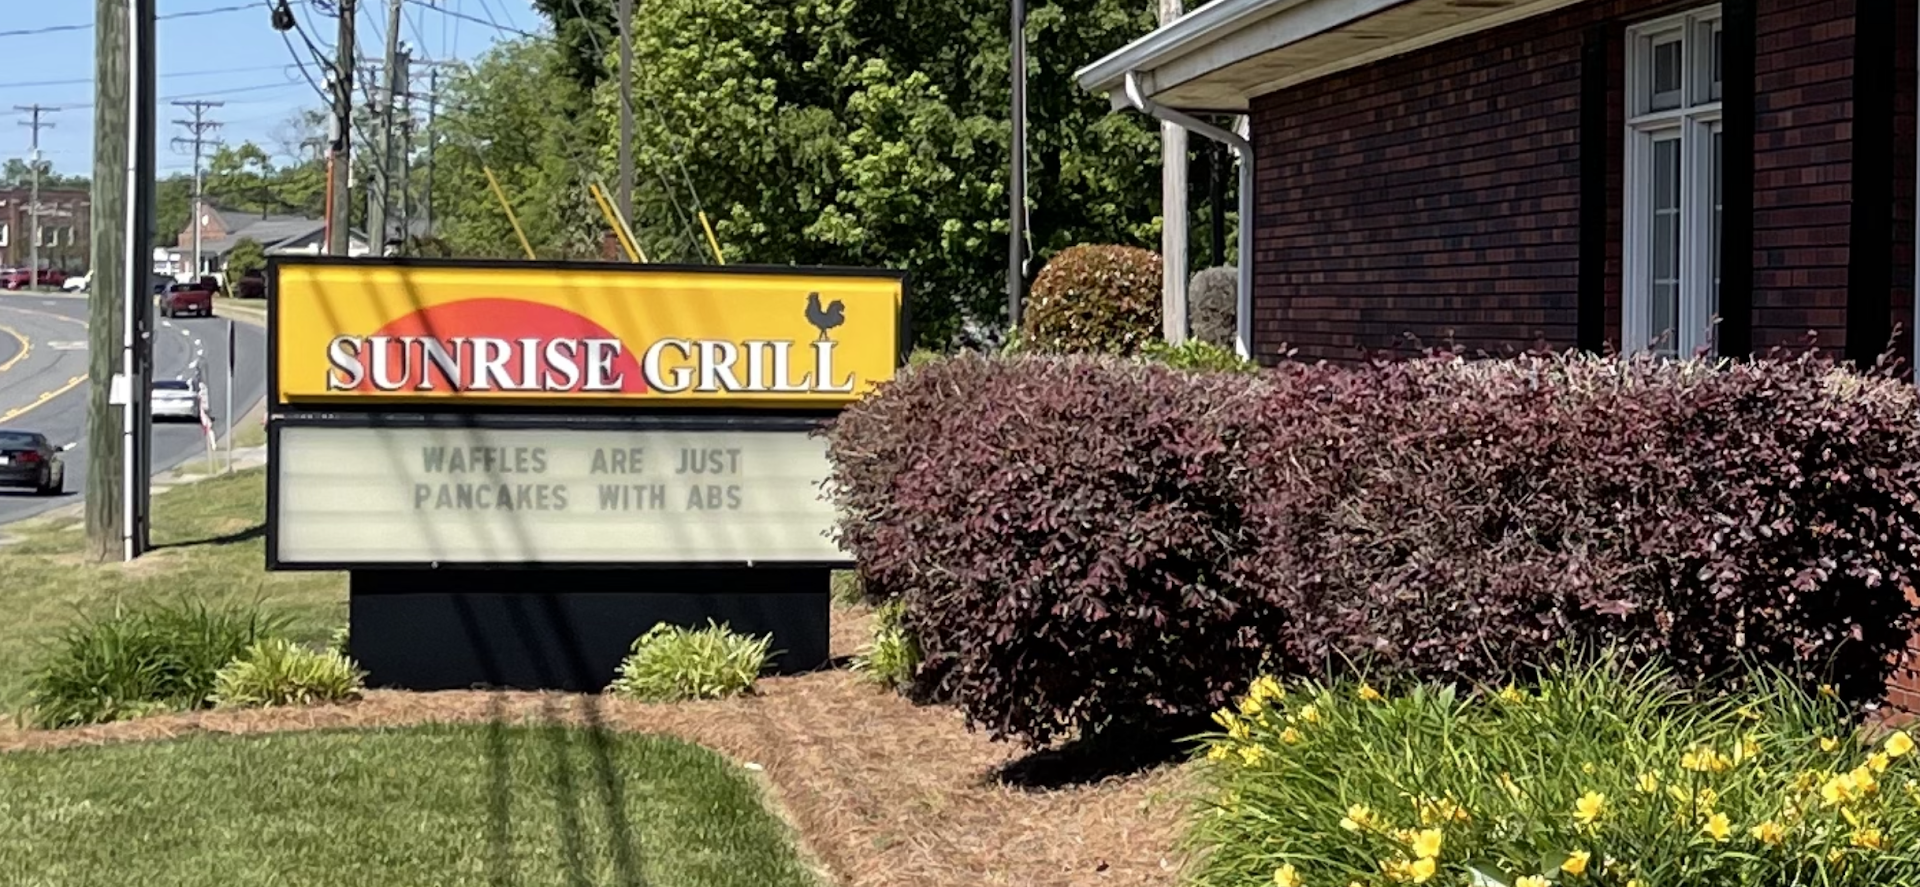 SUNRISE GRILL
WAFFLES ARE JUST
PANCAKES WITH ABS